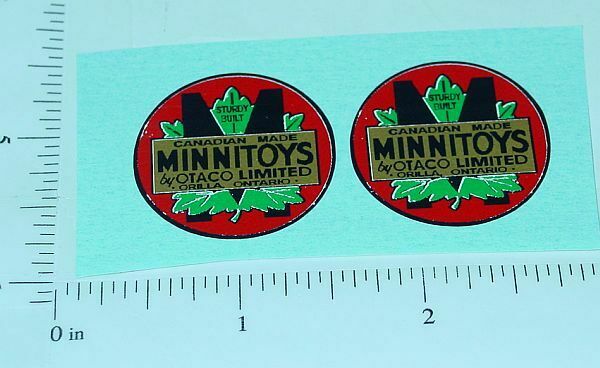 STURDY
BUILT
CANADIAN MADE
MINNITOYS
by OTACO LIMITED
ORILLA, ONTARIO
STURDY
BUILT
CANADIAN MADE
MINNITOYS
by OTACO LIMITED
ORILLA, ONTARIO
5
0 in 1 2